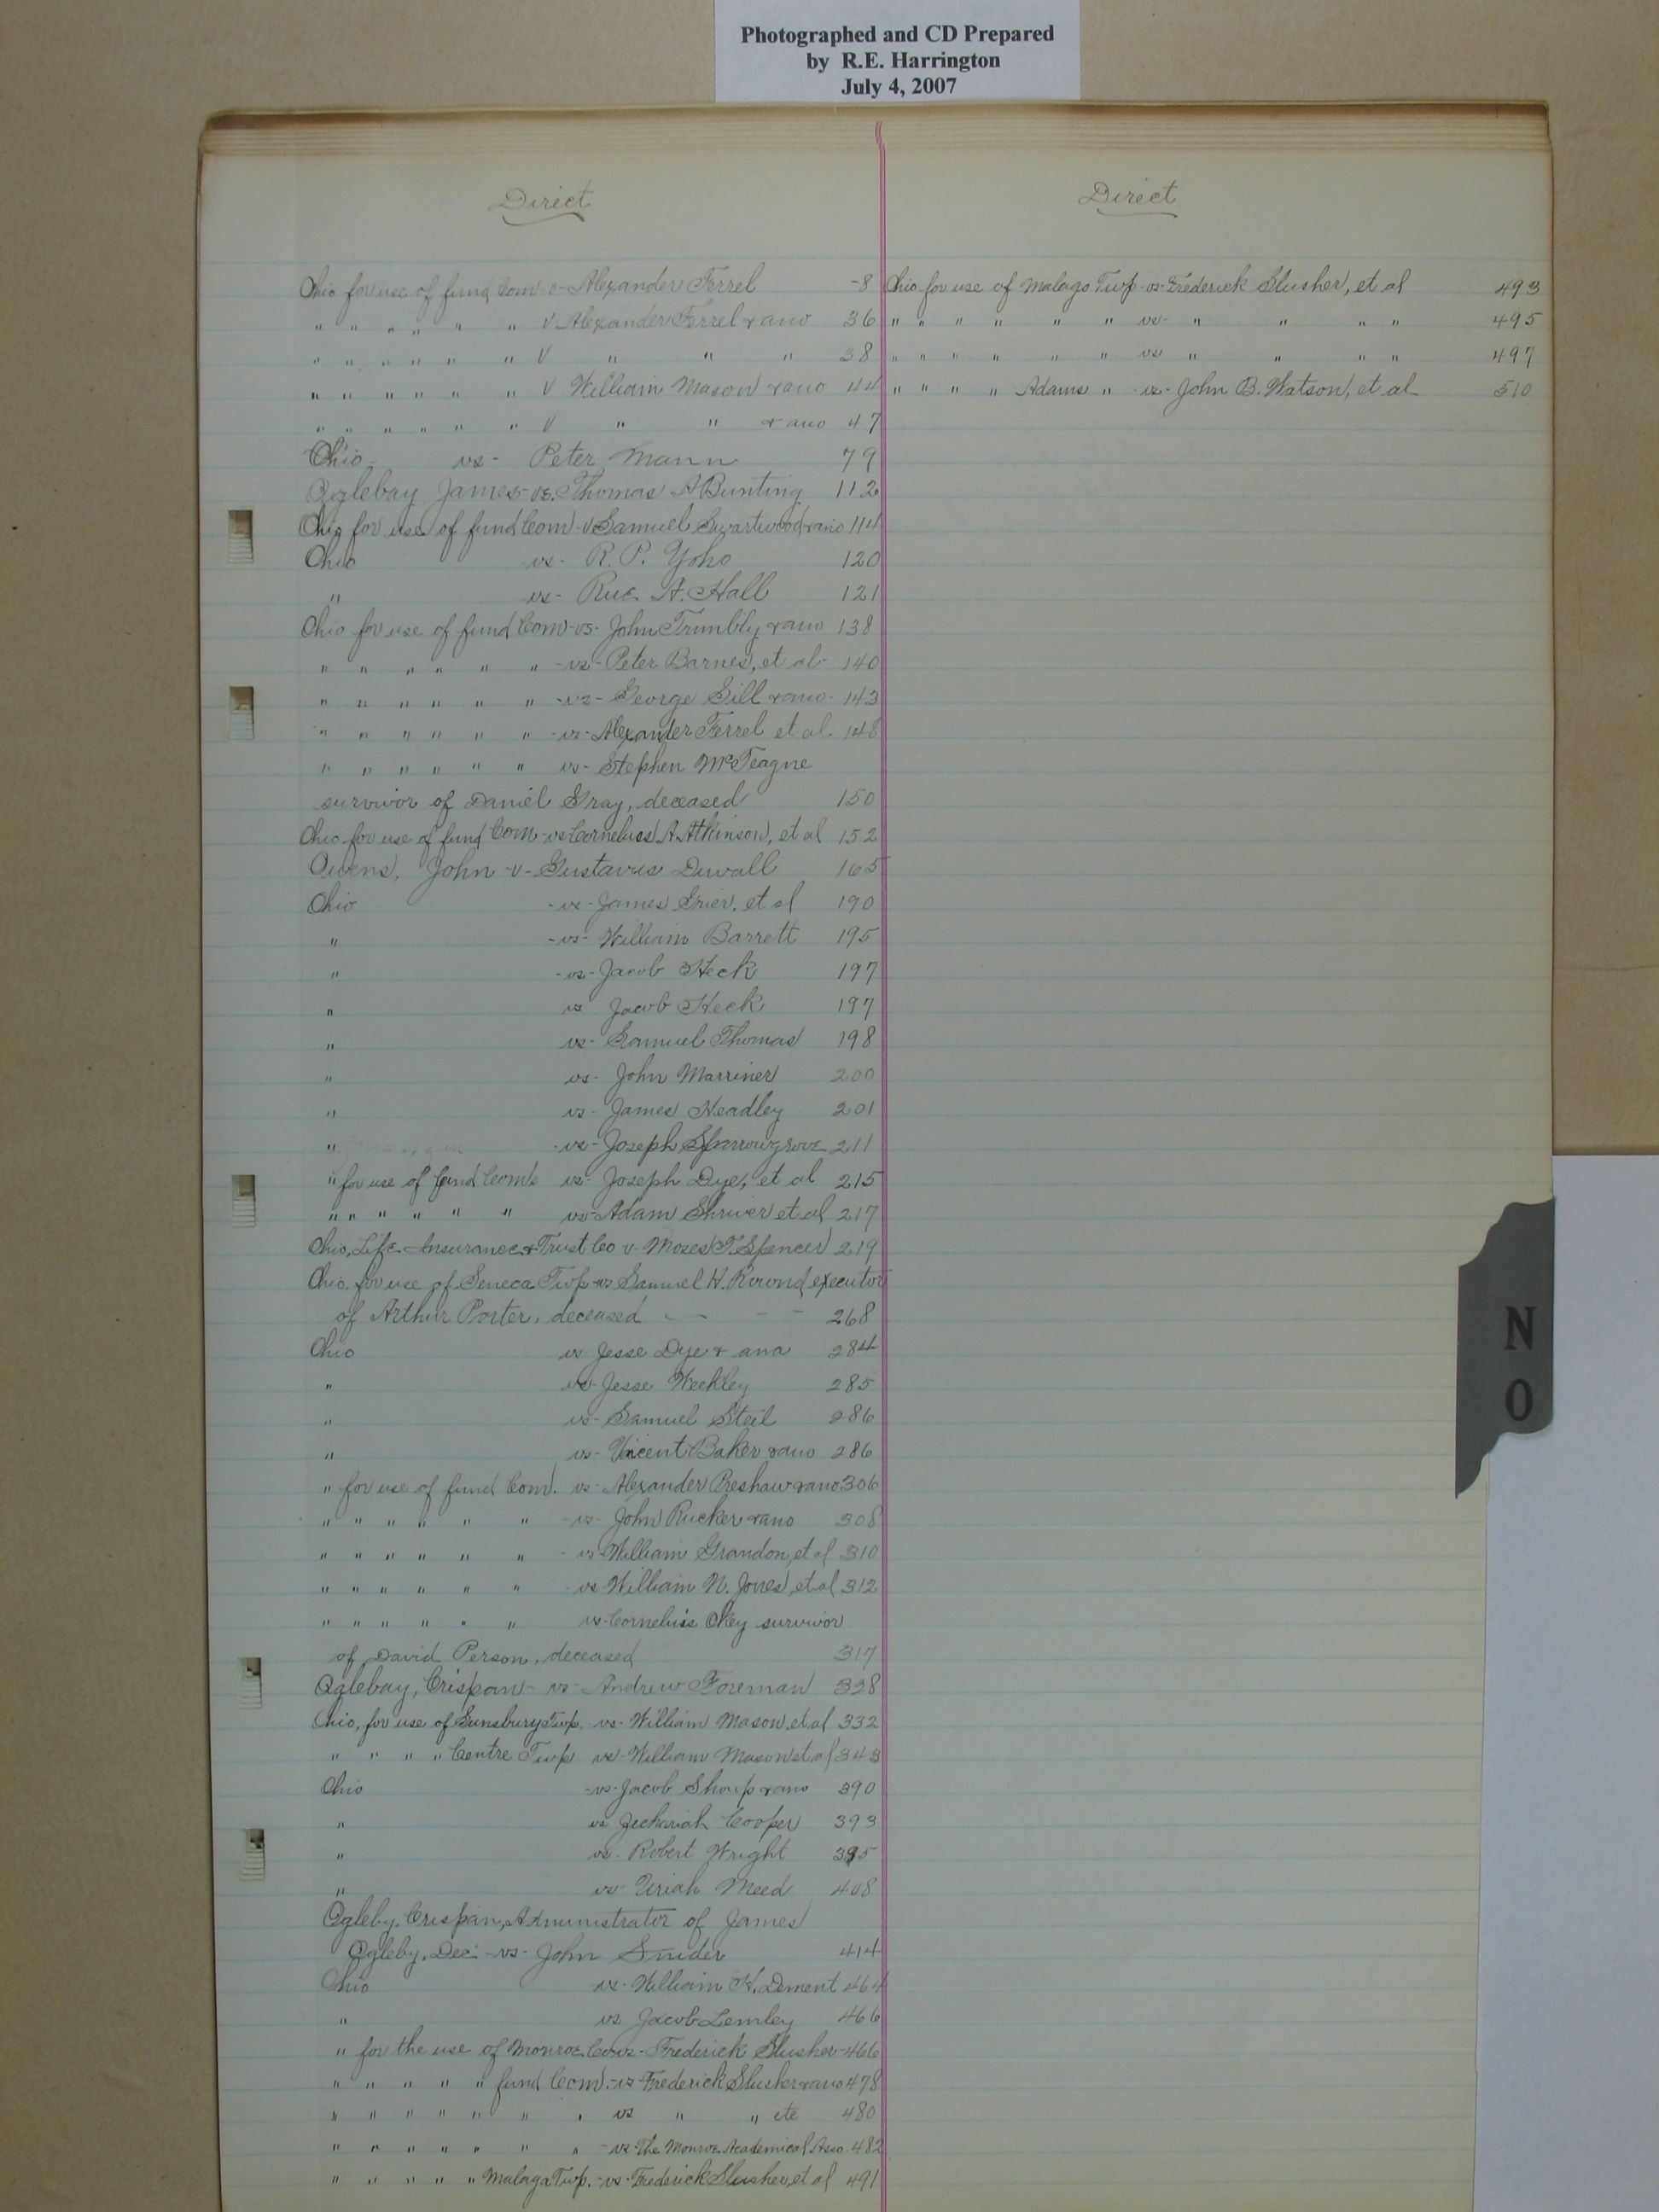 Photographed and CD Prepared
by R.E. Harrington
July 4, 2007
Direct
Ohio for use of fund Com v- Alexander Ferrel -8
" " " " " " V Alexander Ferrel & ano 36
" " " " " " V " " " 38
" " " " " " V William Mason & ano 44
" " " " " " V " " & ano 47
Ohio - vs- Peter Mann 79
Oglebay James - vs. Thomas A Bunting 112
Ohio for use of fund Com - v Samuel Swartwood & ano 114
Ohio vs- R. P. Yoho 120
" vs- Rue A. Hall 121
Ohio for use of fund Com - vs- John Trumbly & ano 138
" " " " " " -vs- Peter Barnes, et al- 140
" " " " " " -vs- George Sill & ano- 143
" " " " " " -vs- Alexander Ferrel et al. 148
" " " " " " vs- Stephen McTeagne
survivor of Daniel Gray, deceased 150
Ohio for use of fund Com -vs Cornelius A. Atkinson, et al 152
Owens, John -v- Gustavus Duvall 165
Ohio -vs- James Grier, et al 190
" -vs- William Barrett 195
" -vs- Jacob Heck 197
" vs Jacob Heck 197
" vs- Samuel Thomas 198
" vs- John Marriner 200
" vs- James Headley 201
" -vs- Joseph Sparrowgrove 211
" for use of fund Com vs- Joseph Dye, et al 215
" " " " " " vs- Adam Shriver et al 217
Ohio, Life Insurance & Trust Co v- Moses T. Spencer 219
Ohio for use of Seneca Twp -vs Samuel H. Round executor
of Arthur Porter, deceased - - - 268
Ohio vs- Jesse Dye & ano 284
" vs- Jesse Weekley 285
" vs- Samuel Steil 286
" vs- Vincent Baker & ano 286
" for use of fund Com. vs- Alexander Preshaw & ano 306
" " " " " " -vs- John Rucker & ano 308
" " " " " " -vs- William Grandon, et al 310
" " " " " " -vs- William N. Jones, et al 312
" " " " " " vs- Cornelius Okey survivor
of David Person, deceased 317
Oglebay, Crispan - vs- Andrew Foreman 328
Ohio, for use of Sunsbury Twp. -vs- William Mason, et al 332
" " " " Centre Twp vs- William Mason et al 343
Ohio -vs- Jacob Shoup & ano 390
" vs Zechariah Cooper 393
" vs- Robert Wright 395
" vs- Uriah Meed 408
Ogleby, Crispan, Administrator of James
Ogleby, Dec. -vs- John Snider 414
Ohio vs- William H. Dement 464
" vs Jacob Lemley 466
" for the use of Monroe Co vs- Frederick Slusher- 466
" " " " " fund Com. -vs- Frederick Slusher & ano 478
" " " " " " " vs " " etc 480
" " " " " " " -vs The Monroe Academical Asso. 482
" " " " " Malaga Twp. -vs- Frederick Slusher, et al 491
Direct
Ohio for use of Malaga Twp -vs- Frederick Slusher, et al 493
" " " " " " vs- " " " " 495
" " " " " " vs " " " " 497
" " " " Adams " -vs- John B. Watson, et al 510
N
O